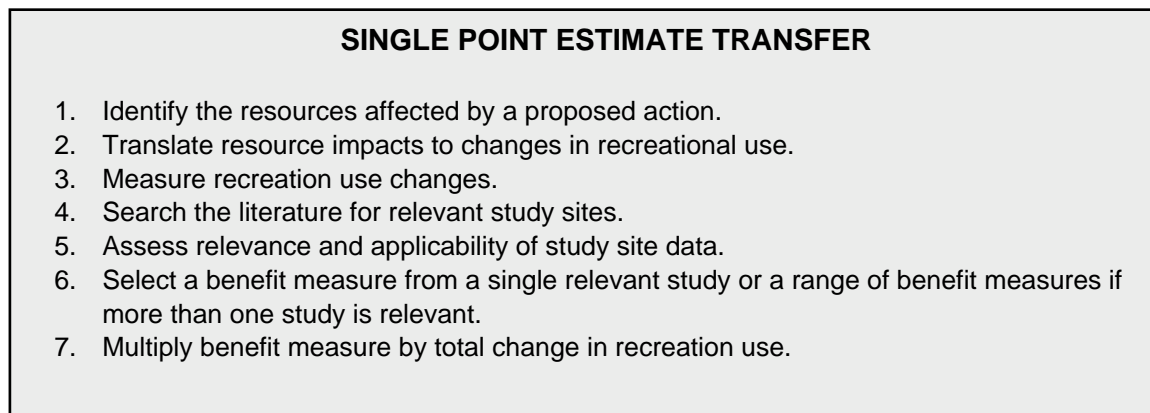 SINGLE POINT ESTIMATE TRANSFER
1. Identify the resources affected by a proposed action.
2. Translate resource impacts to changes in recreational use.
3. Measure recreation use changes.
4. Search the literature for relevant study sites.
5. Assess relevance and applicability of study site data.
6. Select a benefit measure from a single relevant study or a range of benefit measures if
more than one study is relevant.
7. Multiply benefit measure by total change in recreation use.